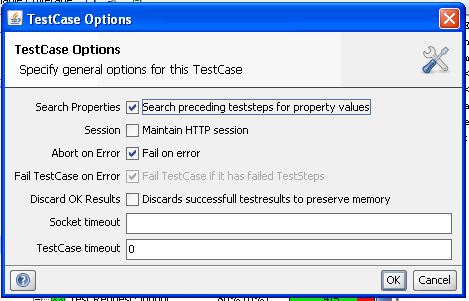 TestCase Options
TestCase Options
Specify general options for this TestCase
Search Properties Search preceding teststeps for property values
Session Maintain HTTP session
Abort on Error Fail on error
Fail TestCase on Error Fail TestCase if it has failed TestSteps
Discard OK Results Discards successfull testresults to preserve memory
Socket timeout
TestCase timeout 0
OK Cancel